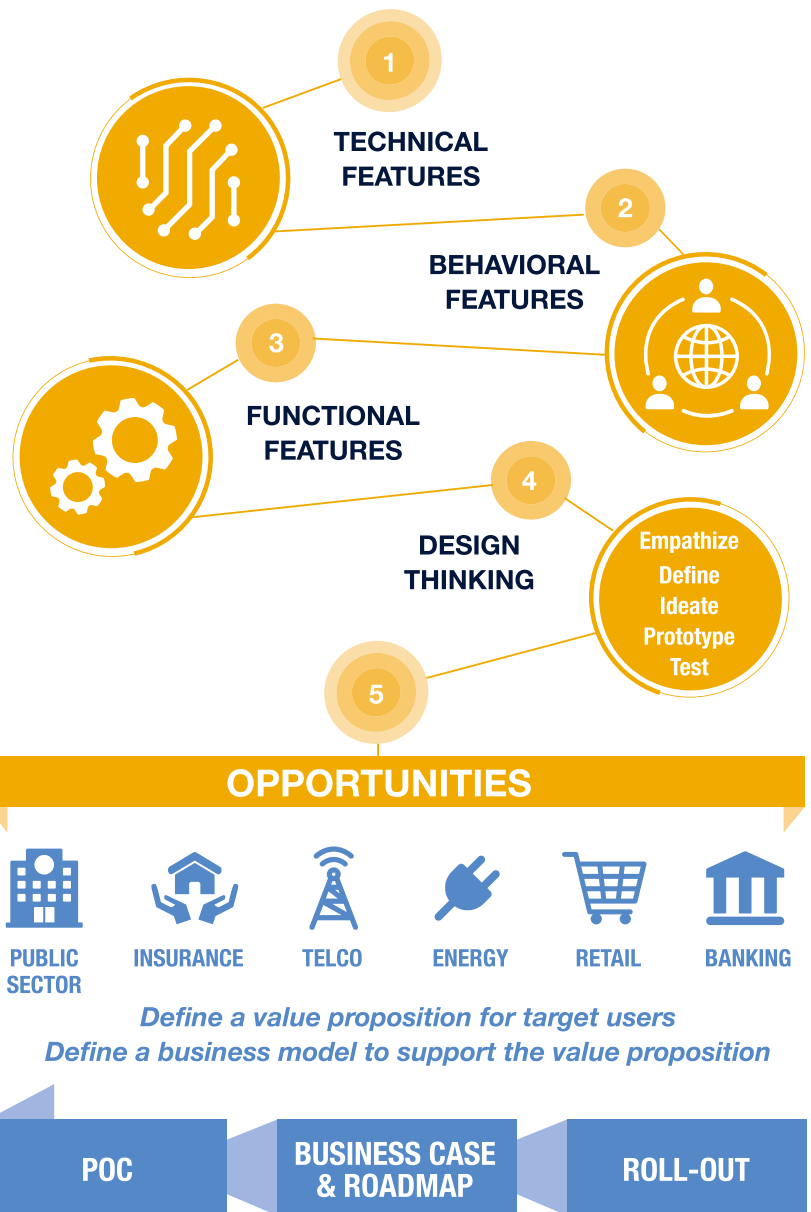 1
TECHNICAL
FEATURES
2
BEHAVIORAL
FEATURES
3
FUNCTIONAL
FEATURES
4
DESIGN
THINKING
Empathize
Define
Ideate
Prototype
Test
5
OPPORTUNITIES
PUBLIC
SECTOR
INSURANCE
TELCO
ENERGY
RETAIL
BANKING
Define a value proposition for target users
Define a business model to support the value proposition
POC
BUSINESS CASE
& ROADMAP
ROLL-OUT